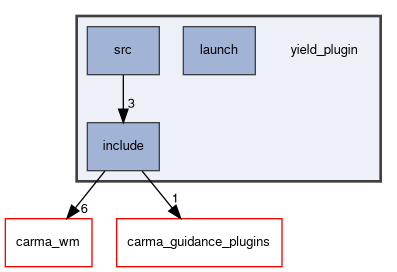 src
launch
yield_plugin
3
include
6
1
carma_wm
carma_guidance_plugins